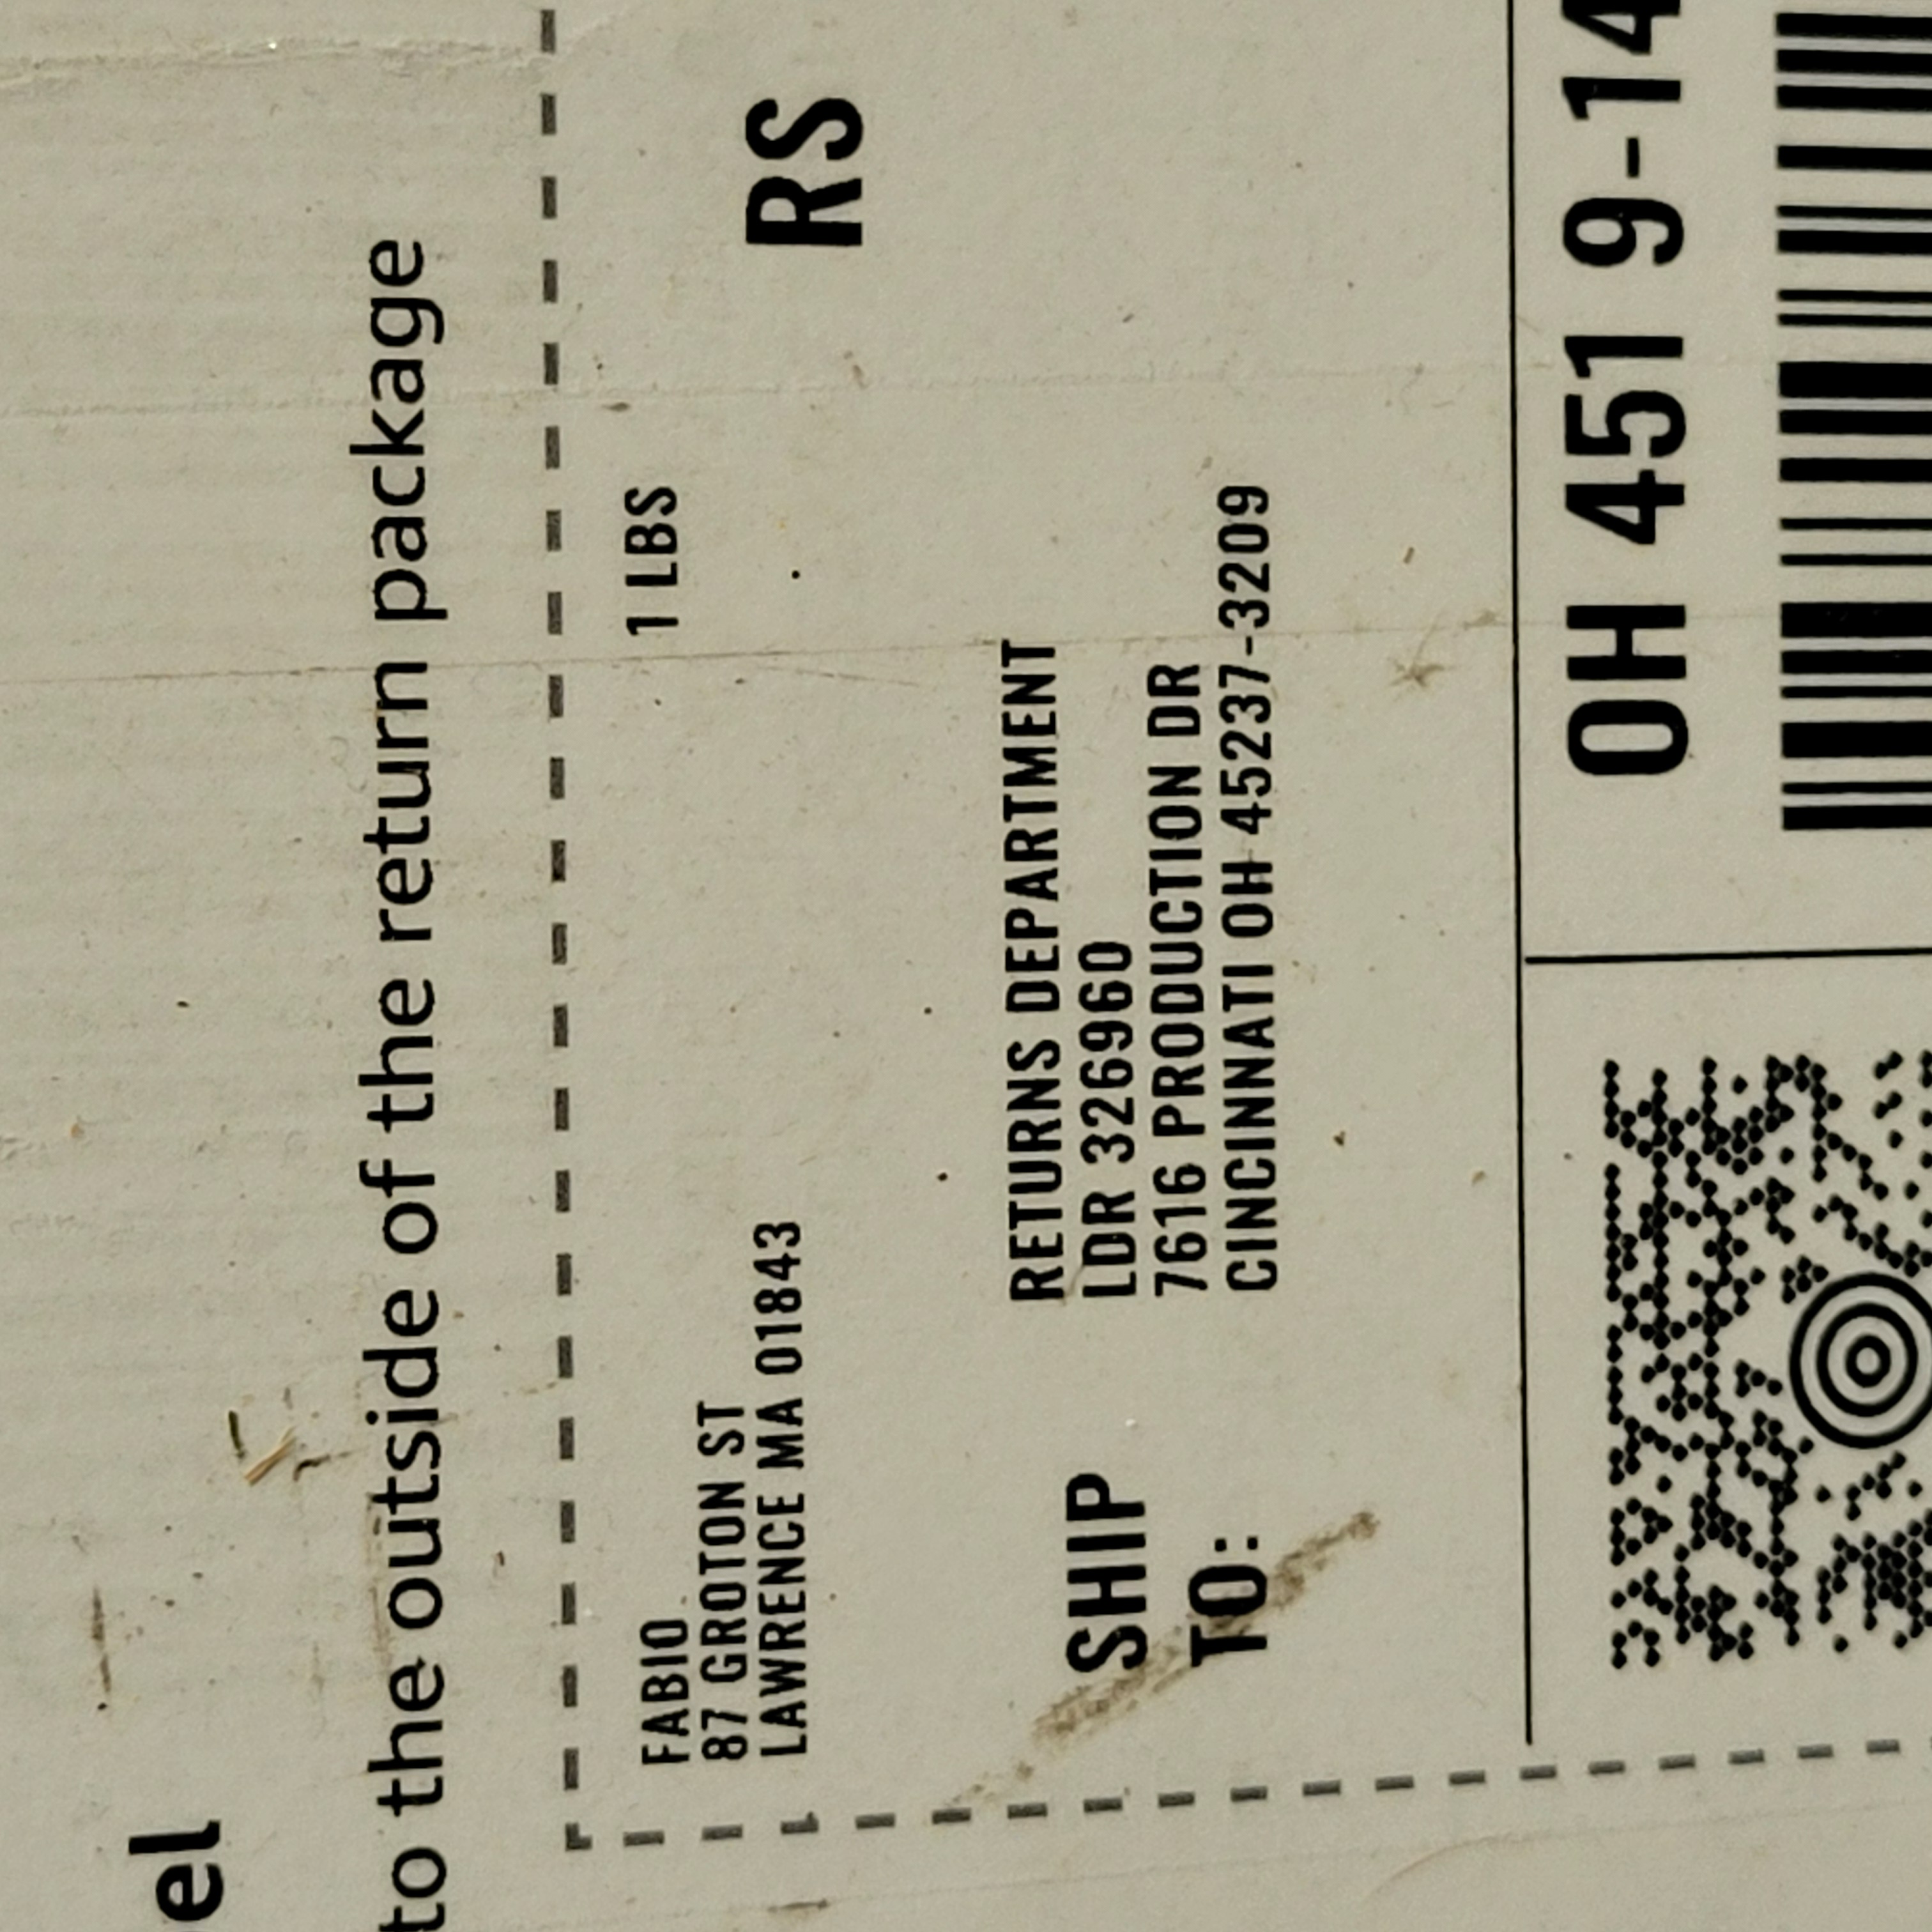 el
to the outside of the return package
FABIO
87 GROTON ST
LAWRENCE MA 01843
1 LBS
RS
SHIP
TO:
RETURNS DEPARTMENT
LDR 326960
7616 PRODUCTION DR
CINCINNATI OH 45237-3209
OH 451 9-14